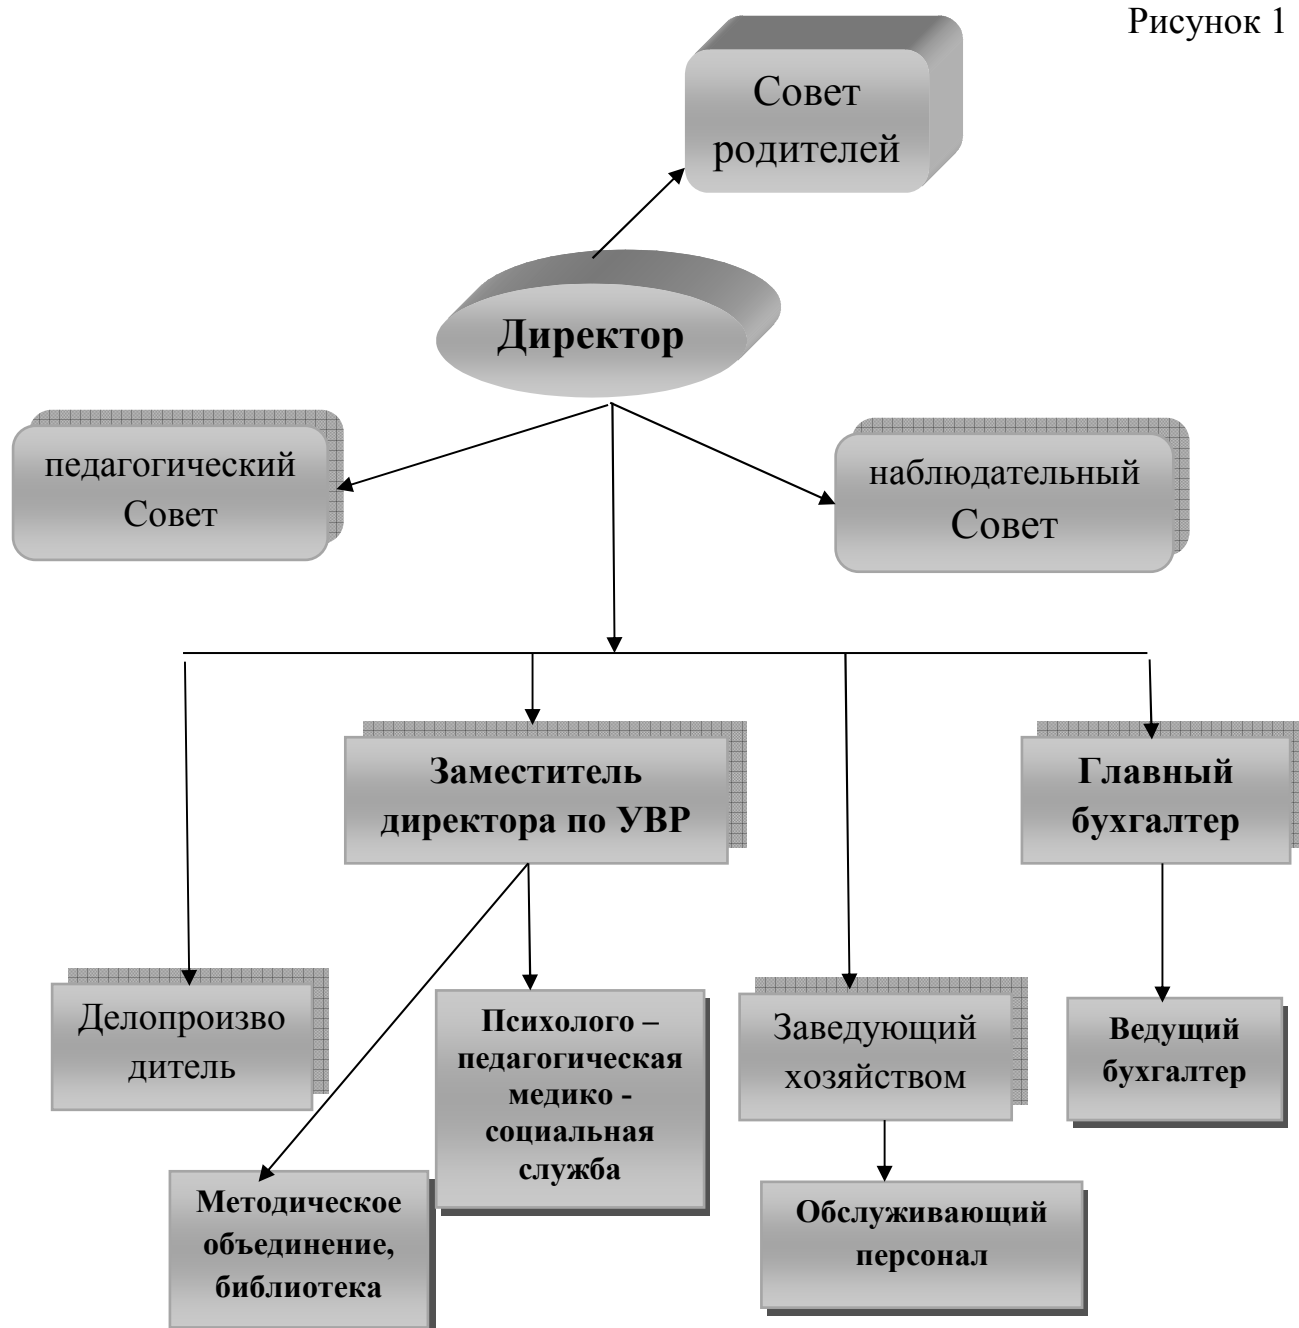 Рисунок 1
Совет
родителей
Директор
педагогический
Совет
наблюдательный
Совет
Заместитель
директора по УВР
Главный
бухгалтер
Делопроизво
дитель
Психолого –
педагогическая
медико -
социальная
служба
Заведующий
хозяйством
Ведущий
бухгалтер
Методическое
объединение,
библиотека
Обслуживающий
персонал